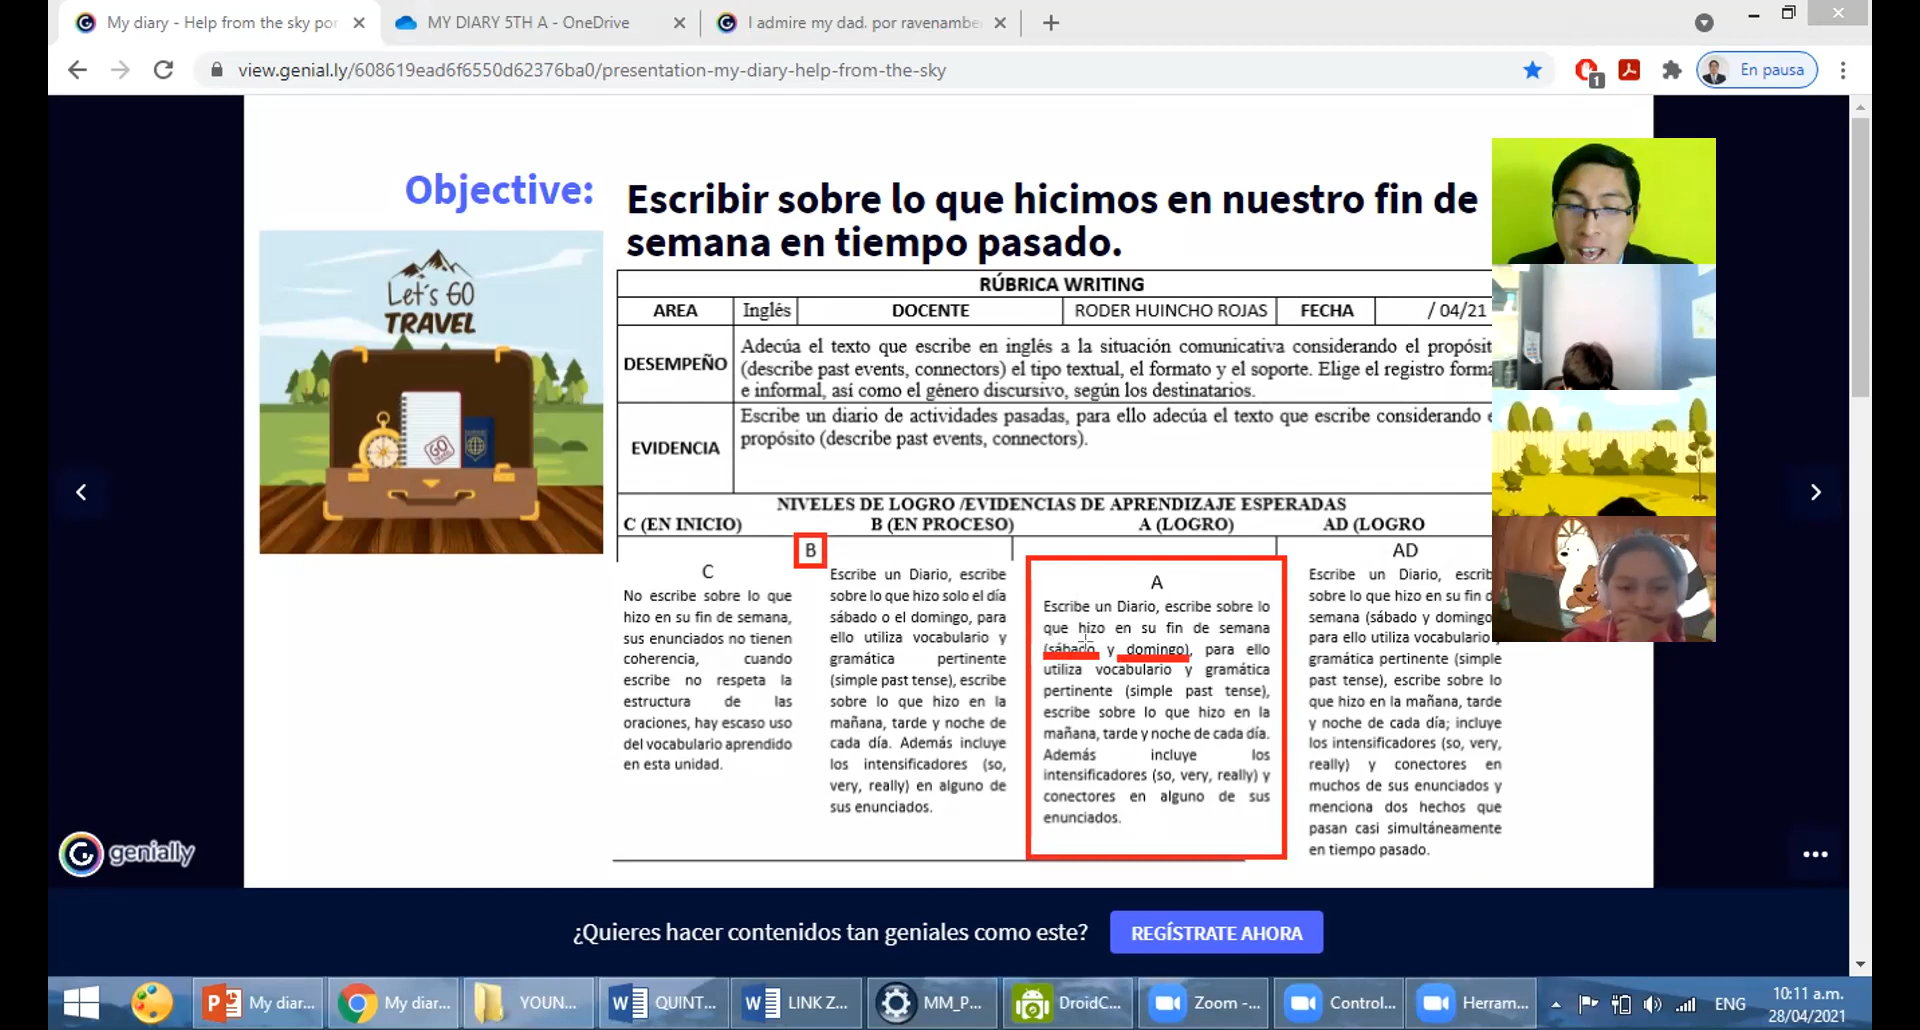 My diary - Help from the sky por
MY DIARY 5TH A - OneDrive
I admire my dad. por ravenambe
view.genial.ly/608619ead6f6550d62376ba0/presentation-my-diary-help-from-the-sky
1
En pausa
Objective:
Escribir sobre lo que hicimos en nuestro fin de
semana en tiempo pasado.
Let's GO
TRAVEL
GO
RÚBRICA WRITING
AREA Inglés DOCENTE RODER HUINCHO ROJAS FECHA / 04/21
DESEMPEÑO
Adecúa el texto que escribe en inglés a la situación comunicativa considerando el
(describe past events, connectors) el tipo textual, el formato y el soporte. Elige el registro
e informal, así como el género discursivo, según los destinatarios.
EVIDENCIA
Escribe un diario de actividades pasadas, para ello adecúa el texto que escribe considerando
propósito (describe past events, connectors).
NIVELES DE LOGRO /EVIDENCIAS DE APRENDIZAJE ESPERADAS
C (EN INICIO) B (EN PROCESO) A (LOGRO) AD (LOGRO
C
No escribe sobre lo que
hizo en su fin de semana,
sus enunciados no tienen
coherencia, cuando
escribe no respeta la
estructura de las
oraciones, hay escaso uso
del vocabulario aprendido
en esta unidad.
B
Escribe un Diario, escribe
sobre lo que hizo solo el día
sábado o el domingo, para
ello utiliza vocabulario y
gramática pertinente
(simple past tense), escribe
sobre lo que hizo en la
mañana, tarde y noche de
cada día. Además incluye
los intensificadores (so,
very, really) en alguno de
sus enunciados.
A
Escribe un Diario, escribe sobre lo
que hizo en su fin de semana
(sábado y domingo), para ello
utiliza vocabulario y gramática
pertinente (simple past tense),
escribe sobre lo que hizo en la
mañana, tarde y noche de cada día.
Además incluye los
intensificadores (so, very, really) y
conectores en alguno de sus
enunciados.
AD
Escribe un Diario,
sobre lo que hizo en su fin
semana (sábado y domingo
para ello utiliza vocabulario y
gramática pertinente (simple
past tense), escribe sobre lo
que hizo en la mañana, tarde
y noche de cada día; incluye
los intensificadores (so, very,
really) y conectores en
muchos de sus enunciados y
menciona dos hechos que
pasan casi simultáneamente
en tiempo pasado.
genially
¿Quieres hacer contenidos tan geniales como este? REGÍSTRATE AHORA
My diar... My diar... YOUN... QUINT... LINK Z... MM_P... DroidC... Zoom -... Control... Herram... ENG
10:11 a.m.
28/04/2021